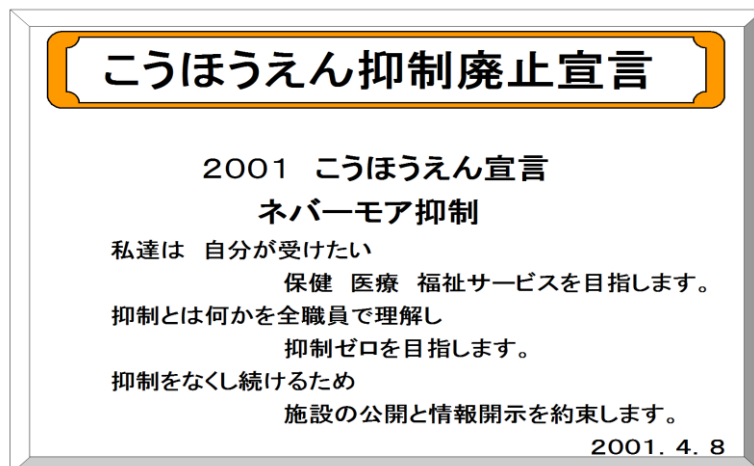 こうほうえん抑制廃止宣言
2001　こうほうえん宣言
ネバーモア抑制
私達は　自分が受けたい
保健　医療　福祉サービスを目指します。
抑制とは何かを全職員で理解し
抑制ゼロを目指します。
抑制をなくし続けるため
施設の公開と情報開示を約束します。
2001．4．8